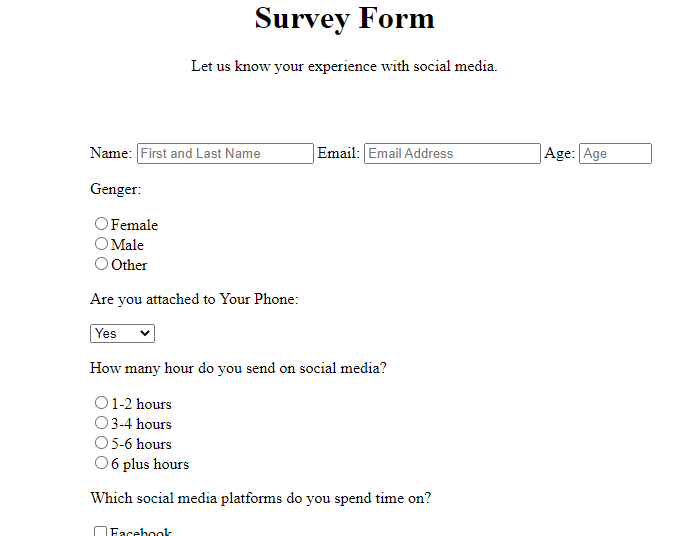 Survey Form
Let us know your experience with social media.
Name: First and Last Name Email: Email Address Age: Age
Genger:
Female
Male
Other
Are you attached to Your Phone:
Yes
How many hour do you send on social media?
1-2 hours
3-4 hours
5-6 hours
6 plus hours
Which social media platforms do you spend time on?
Facebook